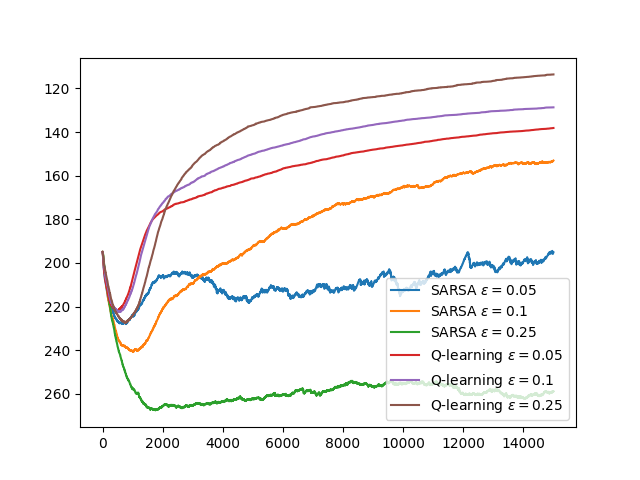 120
140
160
180
200
220
240
260
0 2000 4000 6000 8000 10000 12000 14000
SARSA ε = 0.05
SARSA ε = 0.1
SARSA ε = 0.25
Q-learning ε = 0.05
Q-learning ε = 0.1
Q-learning ε = 0.25